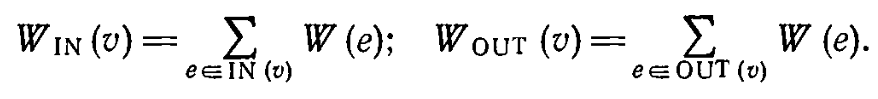 W_IN (v) = ∑_{e∈IN (v)} W (e); W_OUT (v) = ∑_{e∈OUT (v)} W (e).